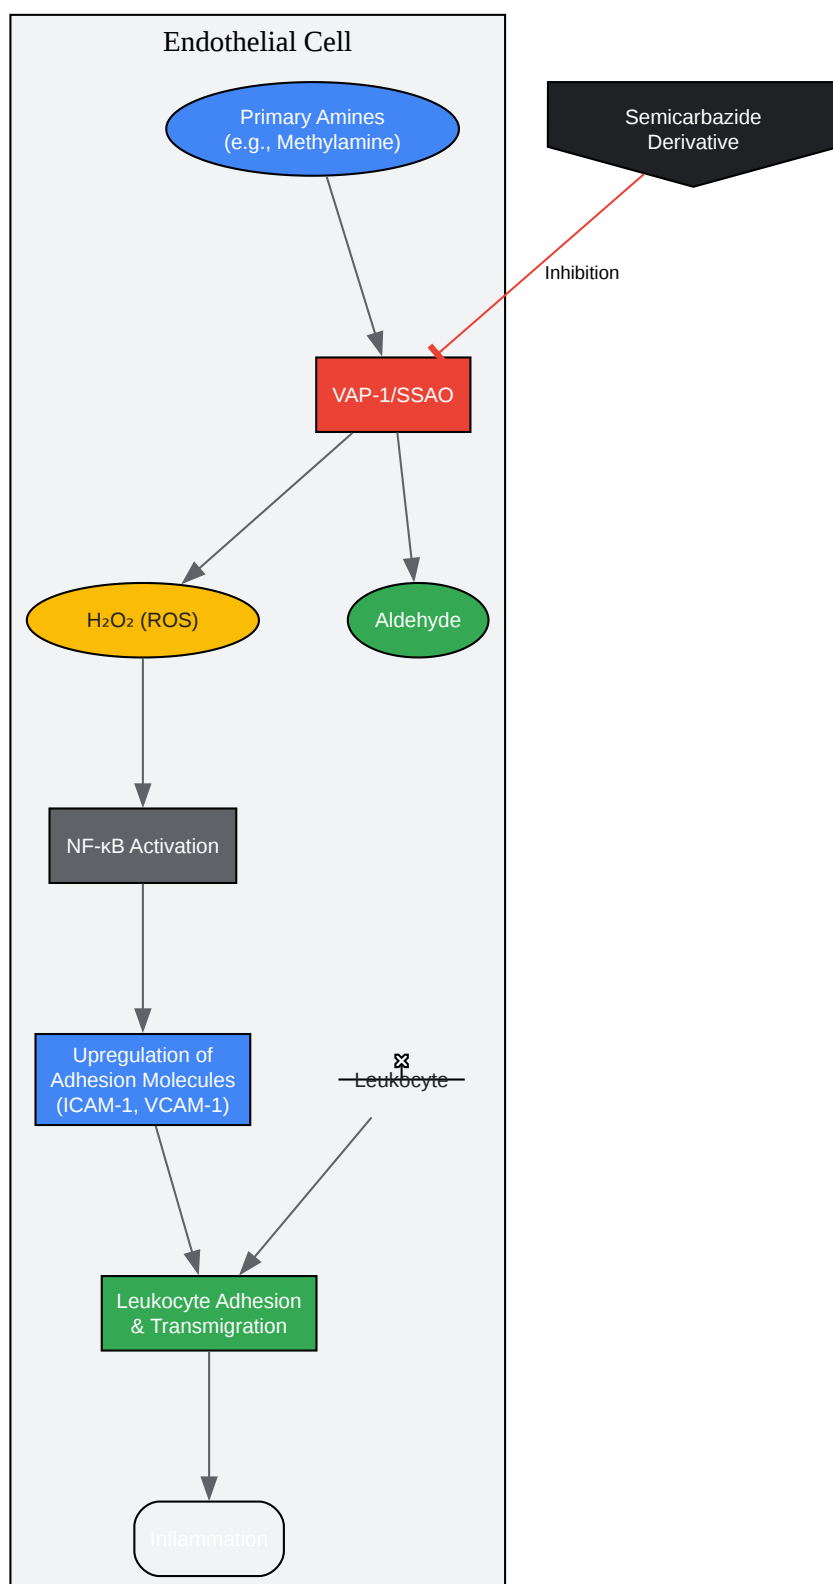 Endothelial Cell
Primary Amines
(e.g., Methylamine)
Semicarbazide
Derivative
Inhibition
VAP-1/SSAO
H₂O₂ (ROS)
Aldehyde
NF-κB Activation
Upregulation of
Adhesion Molecules
(ICAM-1, VCAM-1)
Leukocyte
Leukocyte Adhesion
& Transmigration
Inflammation